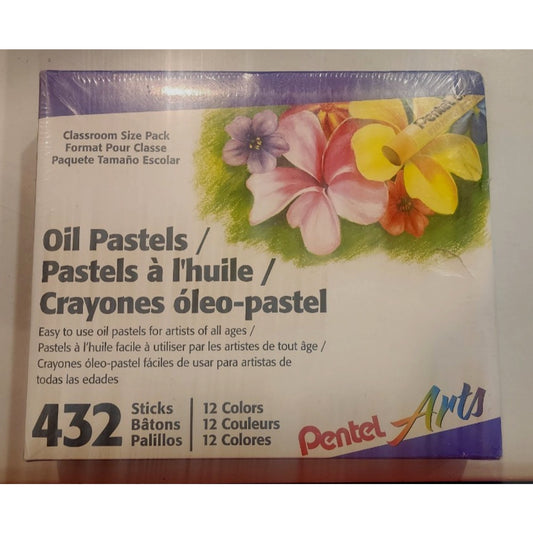 Classroom Size Pack
Format Pour Classe
Paquete Tamaño Escolar
Pentel
Oil Pastels /
Pastels à l'huile /
Crayones óleo-pastel
Easy to use oil pastels for artists of all ages /
Pastels à l'huile facile à utiliser par les artistes de tout âge /
Crayones óleo-pastel fáciles de usar para artistas de
todas las edades
432
Sticks
Bâtons
Palillos
12 Colors
12 Couleurs
12 Colores
Pentel Arts